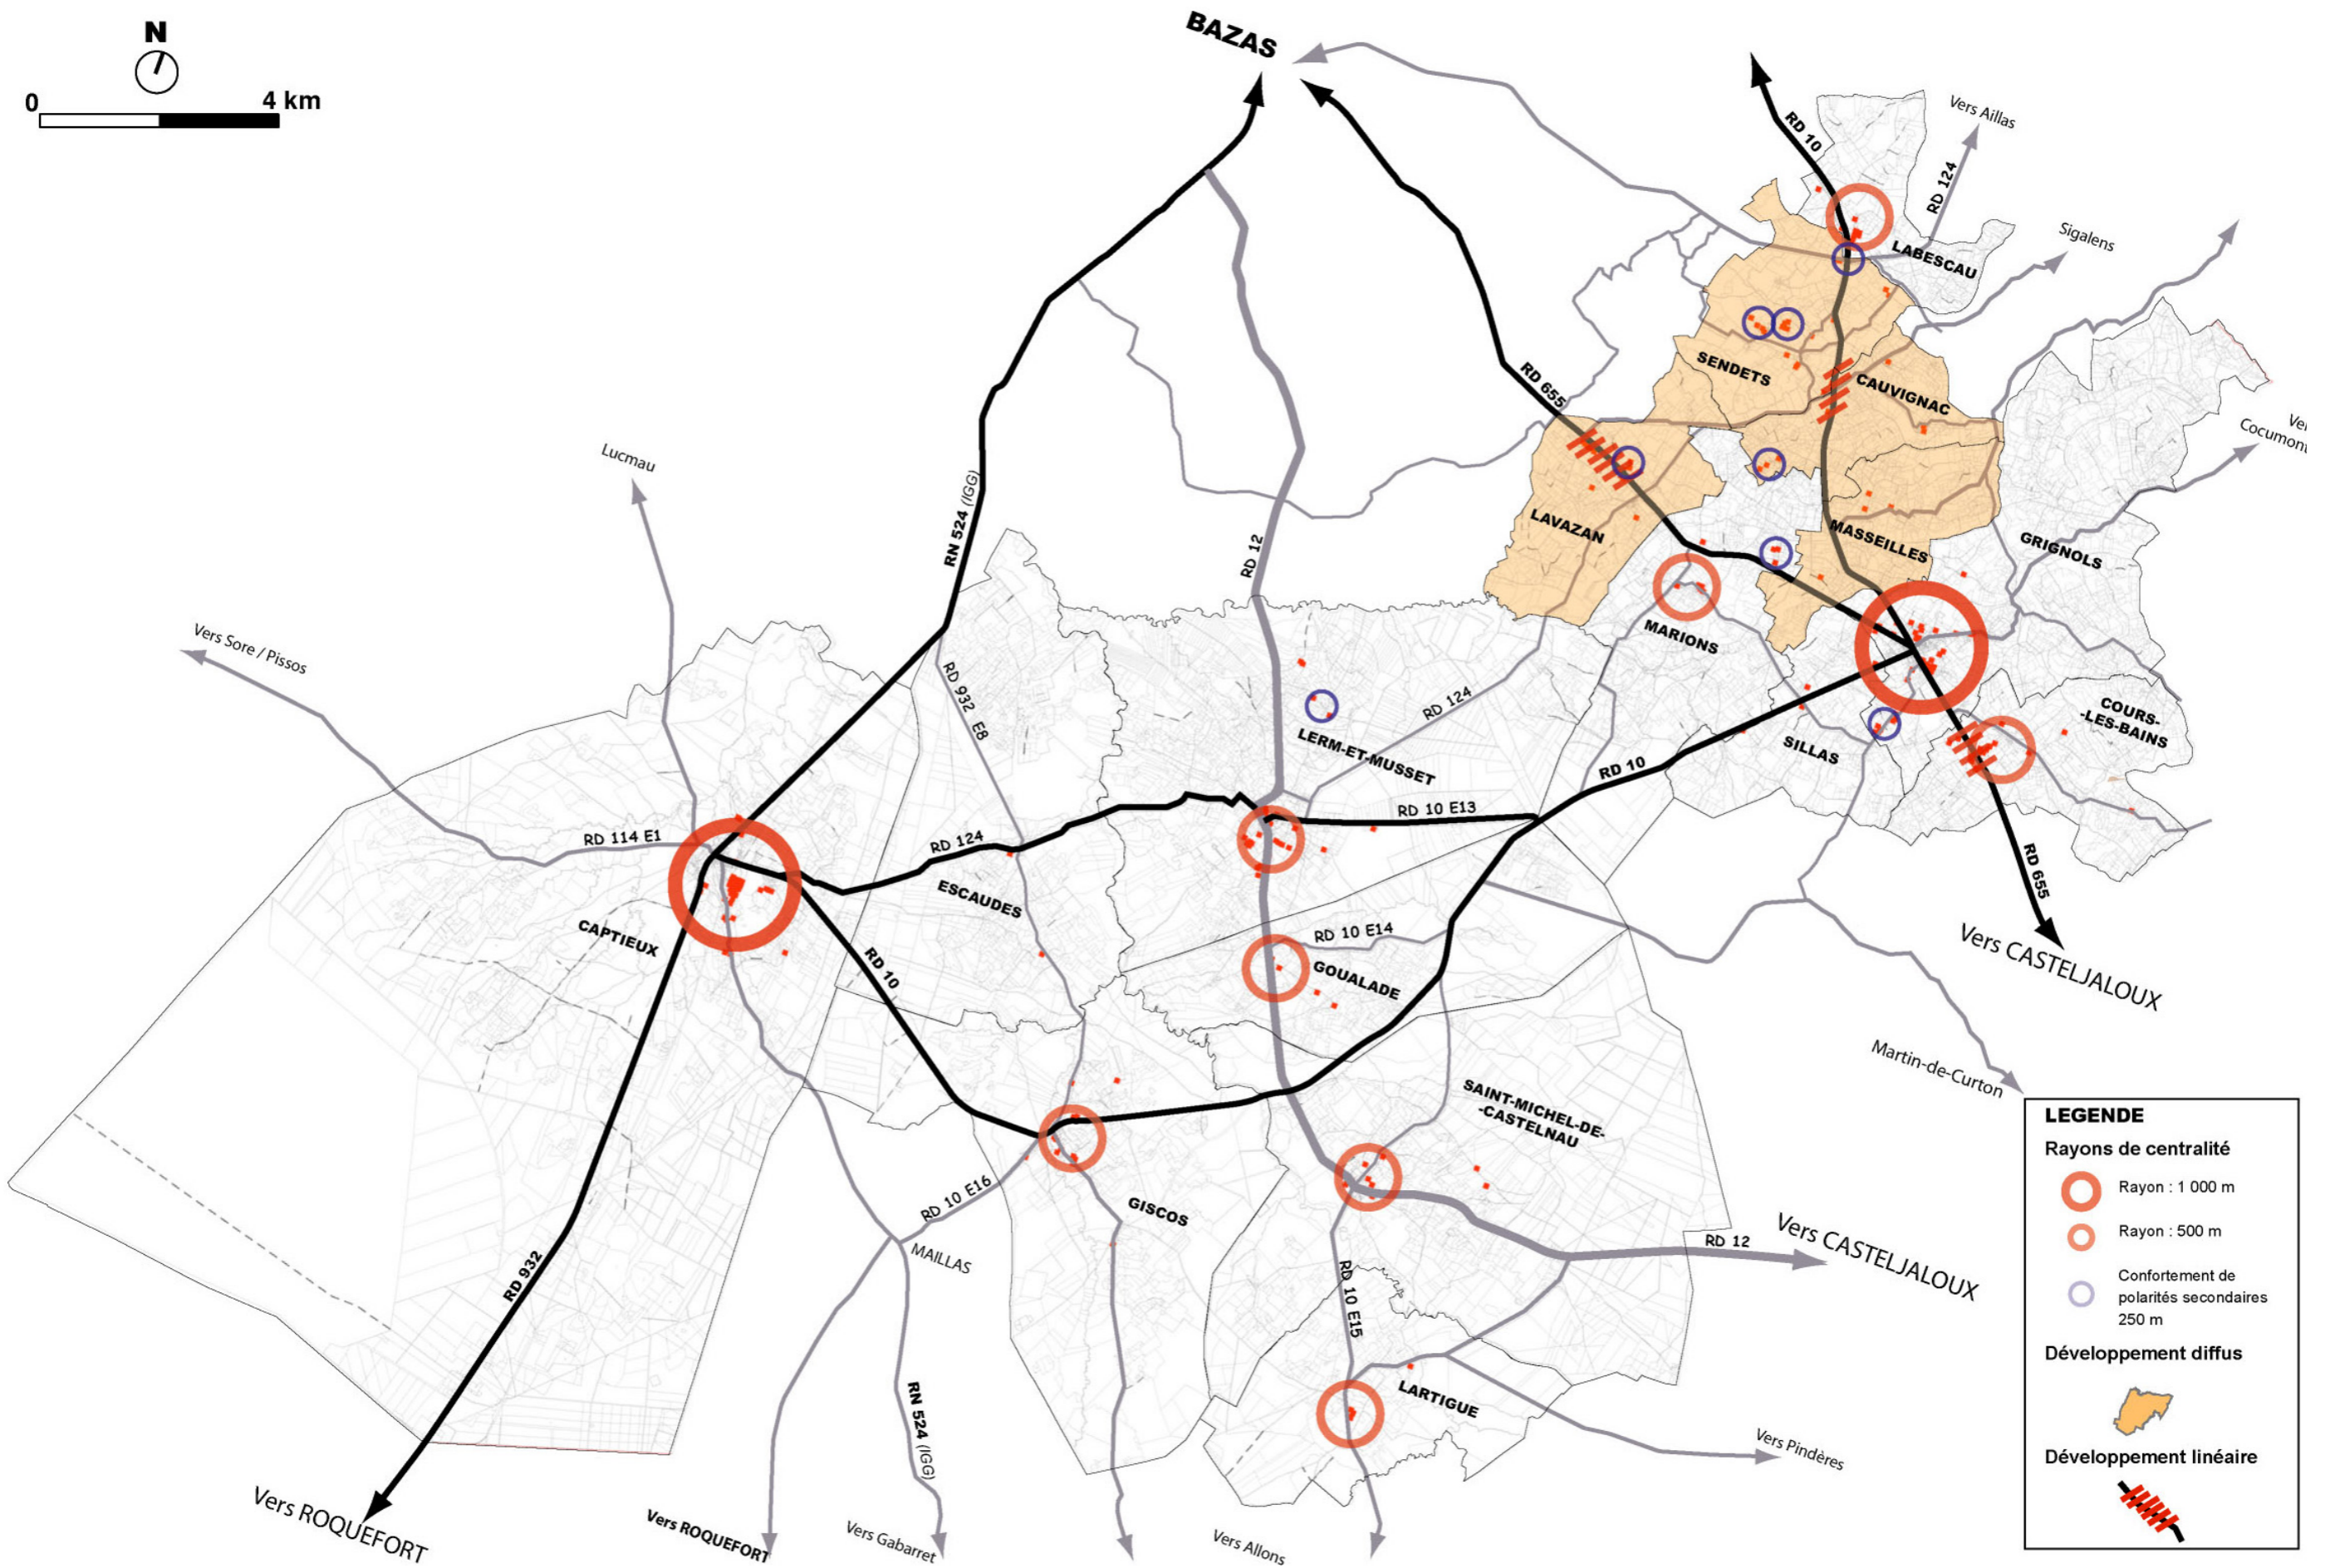 BAZAS
N
0 4 km
RD 10
Vers Aillas
RD 124
Sigalens
LABESCAU
SENDETS
CAUVIGNAC
RD 655
Cocumont
Lucmau
RN 524 (IGG)
RD 12
LAVAZAN
MASSEILLES
GRIGNOLS
MARIONS
Vers Sore / Pissos
RD 932 E8
RD 124
LERM-ET-MUSSET
COURS-
-LES-BAINS
SILLAS
RD 10
RD 10 E13
RD 114 E1
RD 124
ESCAUDES
RD 655
CAPTIEUX
RD 10
RD 10 E14
GOUALADE
Vers CASTELJALOUX
Martin-de-Curton
SAINT-MICHEL-DE-
-CASTELNAU
RD 10 E16
GISCOS
MAILLAS
RD 932
RD 12
Vers CASTELJALOUX
RD 10 E15
LARTIGUE
RN 524 (IGG)
Vers Pindères
Vers ROQUEFORT
Vers ROQUEFORT
Vers Gabarret
Vers Allons
LEGENDE
Rayons de centralité
Rayon : 1 000 m
Rayon : 500 m
Confortement de
polarités secondaires
250 m
Développement diffus
Développement linéaire